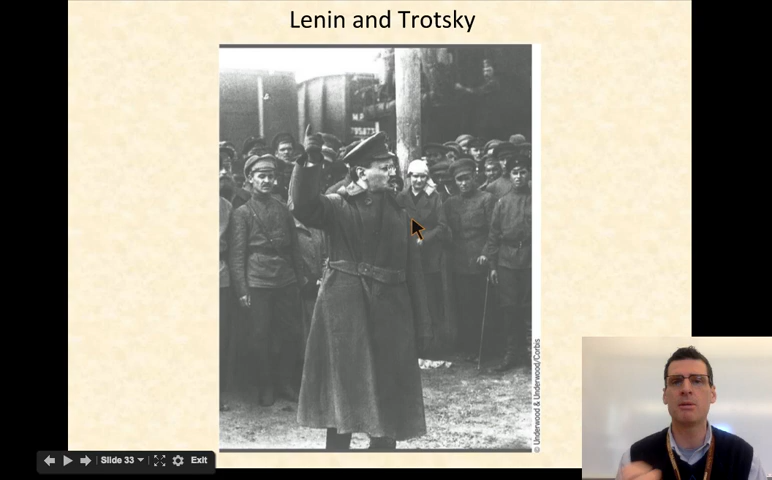 Lenin and Trotsky
© Underwood & Underwood/Corbis
Slide 33
Exit